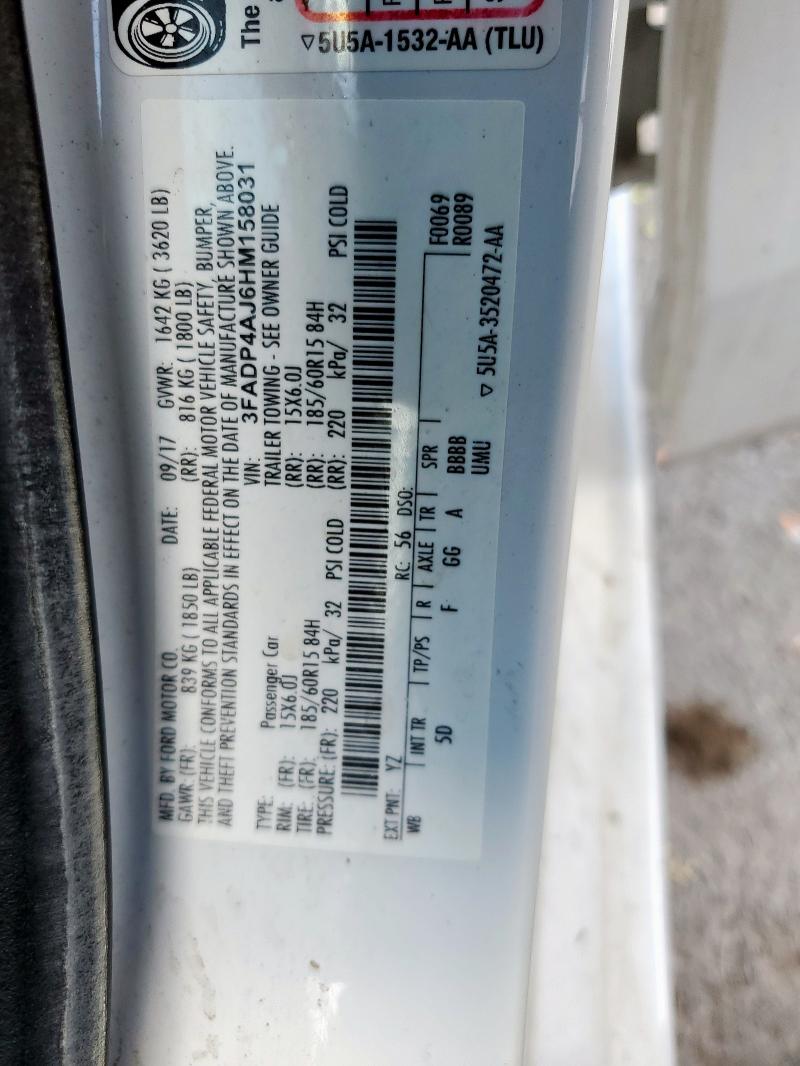 The
▽5U5A-1532-AA (TLU)
MFD. BY FORD MOTOR CO. DATE: 09/17 GVWR: 1642 KG ( 3620 LB)
GAWR: (FR): 839 KG ( 1850 LB) (RR): 816 KG ( 1800 LB)
THIS VEHICLE CONFORMS TO ALL APPLICABLE FEDERAL MOTOR VEHICLE SAFETY, BUMPER,
AND THEFT PREVENTION STANDARDS IN EFFECT ON THE DATE OF MANUFACTURE SHOWN ABOVE.
VIN: 3FADP4AJ6HM158031
TYPE: Passenger Car TRAILER TOWING - SEE OWNER GUIDE
RIM: (FR): 15X6.0J (RR): 15X6.0J
TIRE: (FR): 185/60R15 84H (RR): 185/60R15 84H
PRESSURE: (FR): 220 kPa/ 32 PSI COLD (RR): 220 kPa/ 32 PSI COLD
EXT PNT: YZ RC: 56 DSO: F0069
WB INT TR TP/PS R AXLE TR SPR R0089
5D F GG A BBBB
UMU ▽ 5U5A-3520472-AA